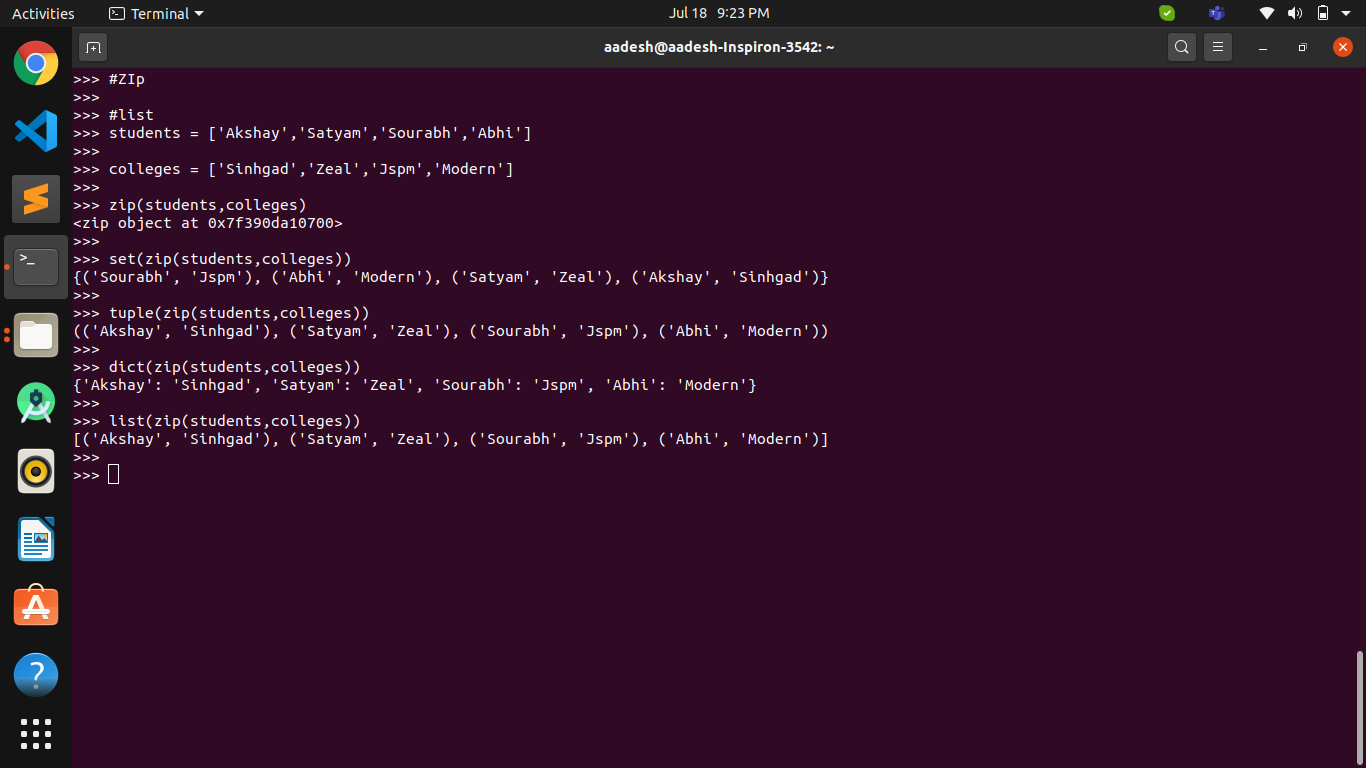 Activities Terminal Jul 18 9:23 PM
aadesh@aadesh-Inspiron-3542: ~
>>> #ZIp
>>>
>>> #list
>>> students = ['Akshay','Satyam','Sourabh','Abhi']
>>>
>>> colleges = ['Sinhgad','Zeal','Jspm','Modern']
>>>
>>> zip(students,colleges)
<zip object at 0x7f390da10700>
>>>
>>> set(zip(students,colleges))
{('Sourabh', 'Jspm'), ('Abhi', 'Modern'), ('Satyam', 'Zeal'), ('Akshay', 'Sinhgad')}
>>>
>>> tuple(zip(students,colleges))
(('Akshay', 'Sinhgad'), ('Satyam', 'Zeal'), ('Sourabh', 'Jspm'), ('Abhi', 'Modern'))
>>>
>>> dict(zip(students,colleges))
{'Akshay': 'Sinhgad', 'Satyam': 'Zeal', 'Sourabh': 'Jspm', 'Abhi': 'Modern'}
>>>
>>> list(zip(students,colleges))
[('Akshay', 'Sinhgad'), ('Satyam', 'Zeal'), ('Sourabh', 'Jspm'), ('Abhi', 'Modern')]
>>>
>>>